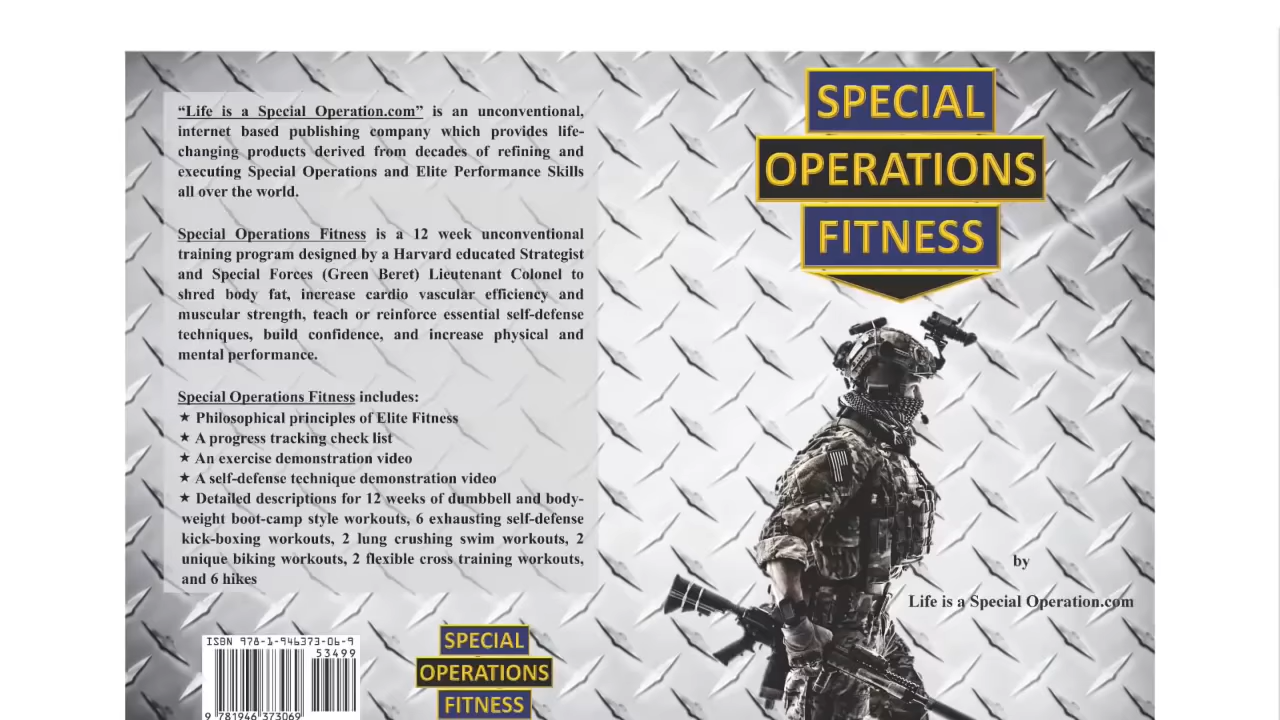 “Life is a Special Operation.com” is an unconventional,
internet based publishing company which provides life-
changing products derived from decades of refining and
executing Special Operations and Elite Performance Skills
all over the world.
Special Operations Fitness is a 12 week unconventional
training program designed by a Harvard educated Strategist
and Special Forces (Green Beret) Lieutenant Colonel to
shred body fat, increase cardio vascular efficiency and
muscular strength, teach or reinforce essential self-defense
techniques, build confidence, and increase physical and
mental performance.
Special Operations Fitness includes:
★ Philosophical principles of Elite Fitness
★ A progress tracking check list
★ An exercise demonstration video
★ A self-defense technique demonstration video
★ Detailed descriptions for 12 weeks of dumbbell and body-
weight boot-camp style workouts, 6 exhausting self-defense
kick-boxing workouts, 2 lung crushing swim workouts, 2
unique biking workouts, 2 flexible cross training workouts,
and 6 hikes
ISBN 978-1-946373-06-9
53499
9 781946 373069
SPECIAL
OPERATIONS
FITNESS
SPECIAL
OPERATIONS
FITNESS
by
Life is a Special Operation.com